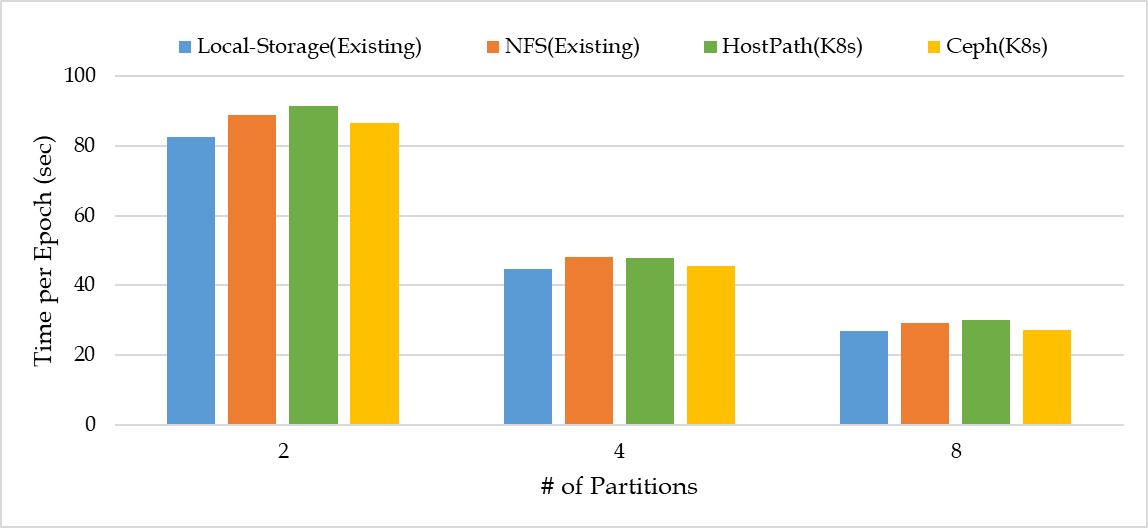 Local-Storage(Existing) NFS(Existing) HostPath(K8s) Ceph(K8s)
Time per Epoch (sec)
100
80
60
40
20
0
2 4 8
# of Partitions